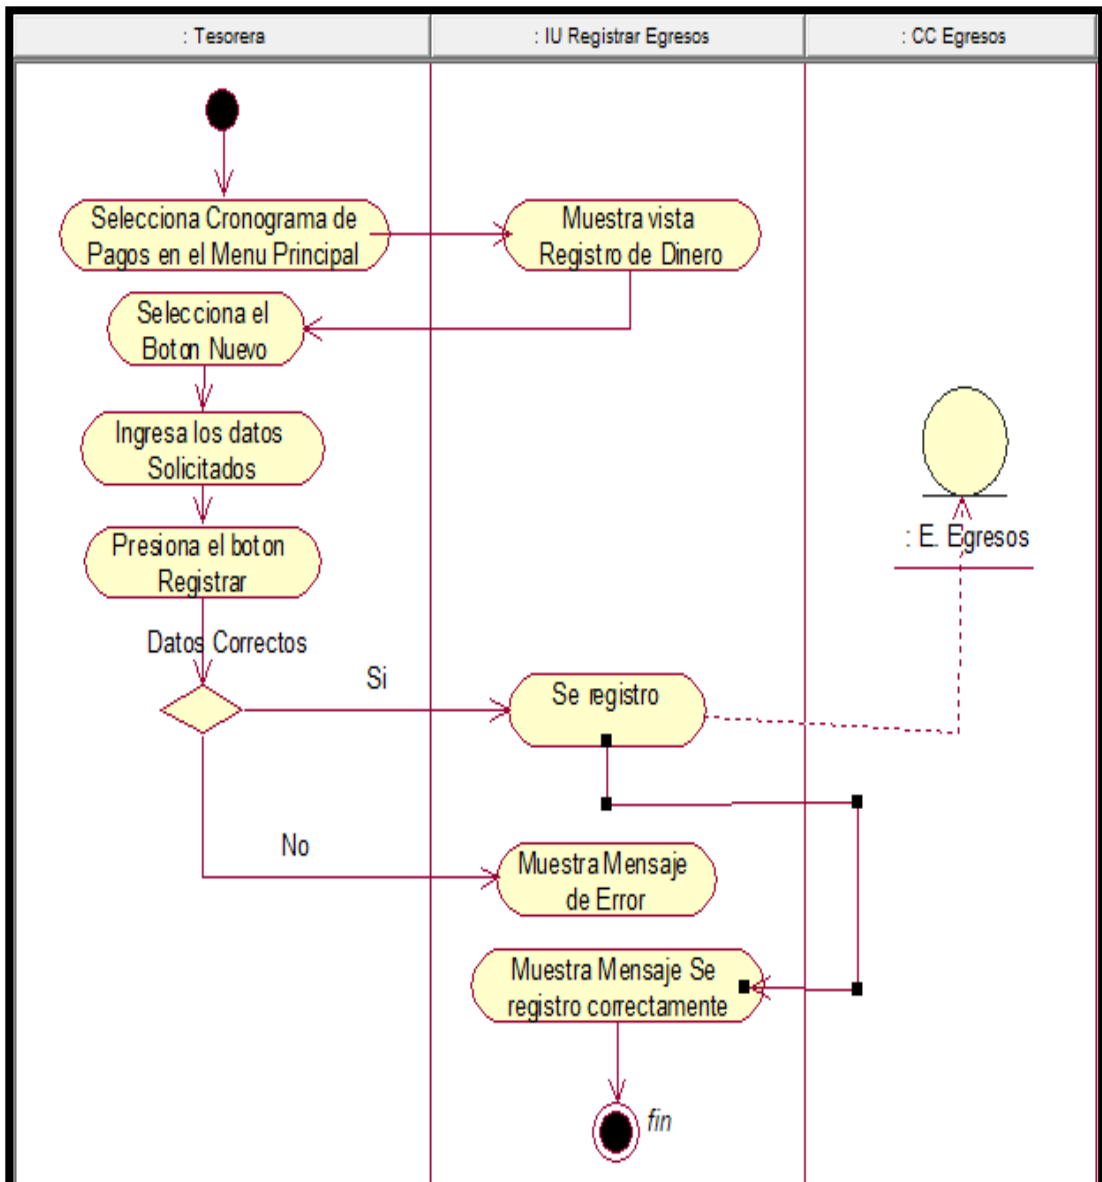 : Tesorera
: IU Registrar Egresos
: CC Egresos
Selecciona Cronograma de
Pagos en el Menu Principal
Muestra vista
Registro de Dinero
Selecciona el
Boton Nuevo
Ingresa los datos
Solicitados
Presiona el boton
Registrar
: E. Egresos
Datos Correctos
Si
Se registro
No
Muestra Mensaje
de Error
Muestra Mensaje Se
registro correctamente
fin